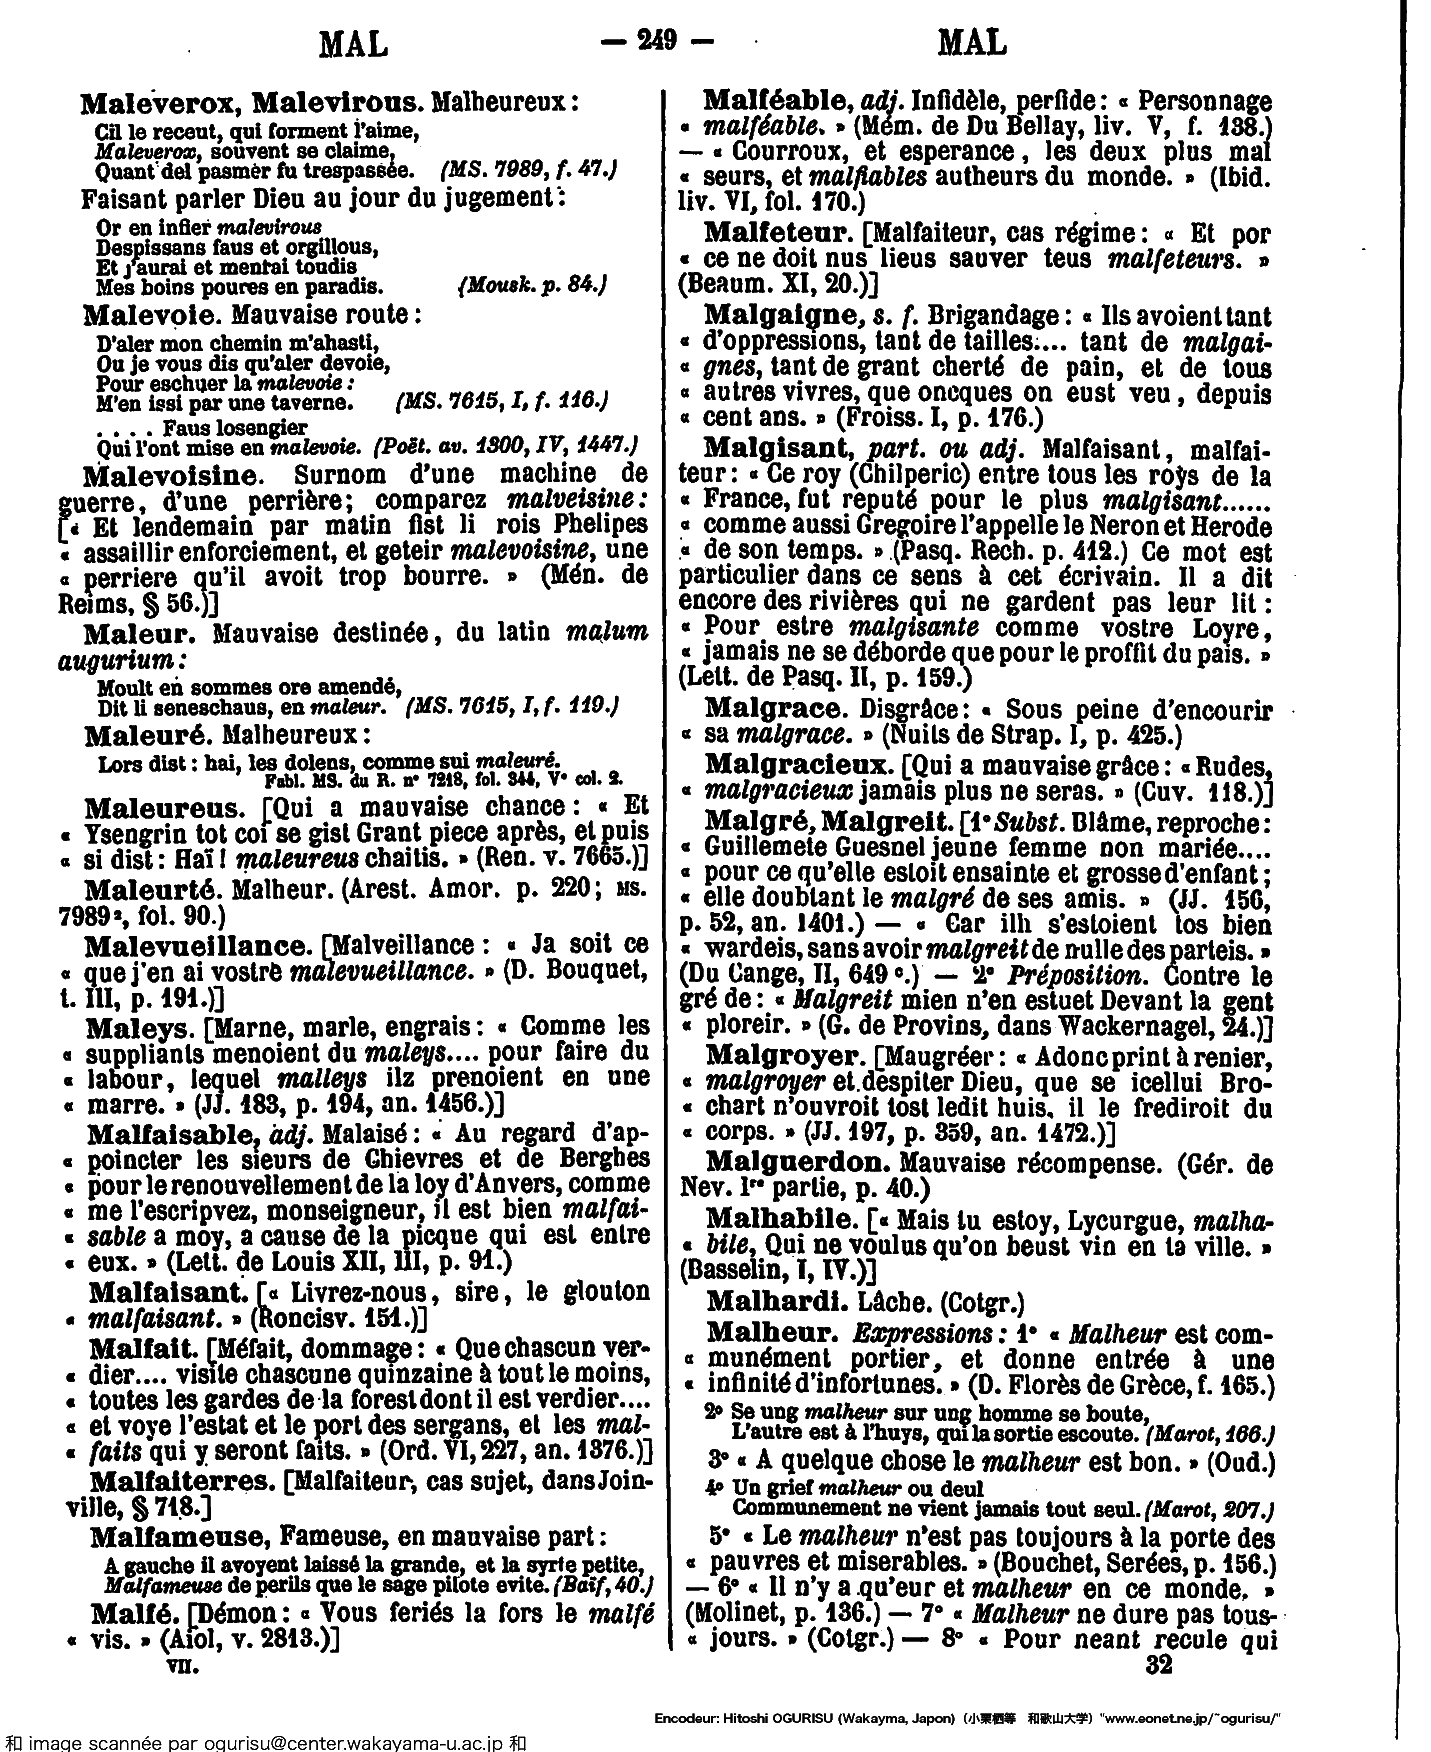 MAL — 249 — MAL
Maleverox, Malevirous. Malheureux :
Cil le receut, qui forment l'aime,
Maleverox, souvent se claime,
Quant del pasmer fu trespassée. (MS. 7989, f. 47.)
Faisant parler Dieu au jour du jugement :
Or en infler malevirous
Despissans faus et orgillous,
Et j'aurai et mentai toudis
Mes boins poures en paradis. (Mousk. p. 84.)
Malevoie. Mauvaise route :
D'aler mon chemin m'ahasti,
Ou je vous dis qu'aler devoie,
Pour eschuer la malevoie :
M'en issi par une taverne. (MS. 7615, I, f. 116.)
. . . . Faus losengier
Qui l'ont mise en malevoie. (Poët. av. 1300, IV, 1447.)
Malevoisine. Surnom d'une machine de
guerre, d'une perrière; comparez malveisine :
[« Et lendemain par matin fist li rois Phelipes
« assaillir enforciement, et geteir malevoisine, une
« perriere qu'il avoit trop bourre. » (Mén. de
Reims, § 56.)]
Maleur. Mauvaise destinée, du latin malum
augurium :
Moult en sommes ore amendé,
Dit li seneschaus, en maleur. (MS. 7615, I, f. 119.)
Maleuré. Malheureux :
Lors dist : hai, les dolens, comme sui maleuré.
Fabl. MS. du R. n° 7218, fol. 344, V° col. 2.
Maleureus. [Qui a mauvaise chance : « Et
« Ysengrin tot coi se gist Grant piece après, et puis
« si dist : Haï ! maleureus chaitis. » (Ren. v. 7665.)]
Maleurté. Malheur. (Arest. Amor. p. 220 ; MS.
7989², fol. 90.)
Malevueillance. [Malveillance : « Ja soit ce
« que j'en ai vostre malevueillance. » (D. Bouquet,
t. III, p. 191.)]
Maleys. [Marne, marle, engrais : « Comme les
« suppliants menoient du maleys.... pour faire du
« labour, lequel malleys ilz prenoient en une
« marre. » (JJ. 183, p. 194, an. 1456.)]
Malfaisable, adj. Malaisé : « Au regard d'ap-
« poincter les sieurs de Chievres et de Berghes
« pour le renouvellement de la loy d'Anvers, comme
« me l'escripvez, monseigneur, il est bien malfai-
« sable a moy, a cause de la picque qui est entre
« eux. » (Lett. de Louis XII, III, p. 91.)
Malfaisant. [« Livrez-nous, sire, le glouton
« malfaisant. » (Roncisv. 151.)]
Malfait. [Méfait, dommage : « Que chascun ver-
« dier.... visite chascune quinzaine à tout le moins,
« toutes les gardes de la forest dont il est verdier....
« et voye l'estat et le port des sergans, et les mal-
« faits qui y seront faits. » (Ord. VI, 227, an. 1376.)]
Malfaiterres. [Malfaiteur, cas sujet, dans Join-
ville, § 718.]
Malfameuse, Fameuse, en mauvaise part :
A gauche il avoyent laissé la grande, et la syrte petite,
Malfameuse de perils que le sage pilote evite. (Baïf, 40.)
Malfé. [Démon : « Vous feriés la fors le malfé
« vis. » (Aiol, v. 2813.)]
VII.
Malféable, adj. Infidèle, perfide : « Personnage
« malféable. » (Mém. de Du Bellay, liv. V, f. 138.)
— « Courroux, et esperance, les deux plus mal
« seurs, et malfiables autheurs du monde. » (Ibid.
liv. VI, fol. 170.)
Malfeteur. [Malfaiteur, cas régime : « Et por
« ce ne doit nus lieus sauver teus malfeteurs. »
(Beaum. XI, 20.)]
Malgaigne, s. f. Brigandage : « Ils avoient tant
« d'oppressions, tant de tailles.... tant de malgai-
« gnes, tant de grant cherté de pain, et de tous
« autres vivres, que oncques on eust veu, depuis
« cent ans. » (Froiss. I, p. 176.)
Malgisant, part. ou adj. Malfaisant, malfai-
teur : « Ce roy (Chilperic) entre tous les roys de la
« France, fut reputé pour le plus malgisant......
« comme aussi Gregoire l'appelle le Neron et Herode
« de son temps. » (Pasq. Rech. p. 412.) Ce mot est
particulier dans ce sens à cet écrivain. Il a dit
encore des rivières qui ne gardent pas leur lit :
« Pour estre malgisante comme vostre Loyre,
« jamais ne se déborde que pour le proffit du pais. »
(Lett. de Pasq. II, p. 159.)
Malgrace. Disgrâce : « Sous peine d'encourir
« sa malgrace. » (Nuits de Strap. I, p. 425.)
Malgracieux. [Qui a mauvaise grâce : « Rudes,
« malgracieux jamais plus ne seras. » (Cuv. 118.)]
Malgré, Malgreit. [1° Subst. Blâme, reproche :
« Guillemete Guesnel jeune femme non mariée....
« pour ce qu'elle estoit ensainte et grosse d'enfant ;
« elle doubtant le malgré de ses amis. » (JJ. 156,
p. 52, an. 1401.) — « Car ilh s'estoient tos bien
« wardeis, sans avoir malgreit de nulle des parteis. »
(Du Cange, II, 649 c.) — 2° Préposition. Contre le
gré de : « Malgreit mien n'en estuet Devant la gent
« ploreir. » (G. de Provins, dans Wackernagel, 24.)]
Malgroyer. [Maugréer : « Adonc print à renier,
« malgroyer et despiter Dieu, que se icellui Bro-
« chart n'ouvroit tost ledit huis, il le frediroit du
« corps. » (JJ. 197, p. 359, an. 1472.)]
Malguerdon. Mauvaise récompense. (Gér. de
Nev. 1re partie, p. 40.)
Malhabile. [« Mais tu estoy, Lycurgue, malha-
« bile, Qui ne voulus qu'on beust vin en ta ville. »
(Basselin, I, IV.)]
Malhardi. Lâche. (Cotgr.)
Malheur. Expressions : 1° « Malheur est com-
« munément portier, et donne entrée à une
« infinité d'infortunes. » (D. Florès de Grèce, f. 165.)
2° Se ung malheur sur ung homme se boute,
L'autre est à l'huys, qui la sortie escoute. (Marot, 166.)
3° « A quelque chose le malheur est bon. » (Oud.)
4° Un grief malheur ou deul
Communement ne vient jamais tout seul. (Marot, 207.)
5° « Le malheur n'est pas toujours à la porte des
« pauvres et miserables. » (Bouchet, Serées, p. 156.)
— 6° « Il n'y a qu'eur et malheur en ce monde. »
(Molinet, p. 136.) — 7° « Malheur ne dure pas tous-
« jours. » (Cotgr.) — 8° « Pour neant recule qui
32
Encodeur: Hitoshi OGURISU (Wakayma, Japon) (小栗栖等 和歌山大学) "www.eonet.ne.jp/~ogurisu/"
和 image scannée par ogurisu@center.wakayama-u.ac.jp 和